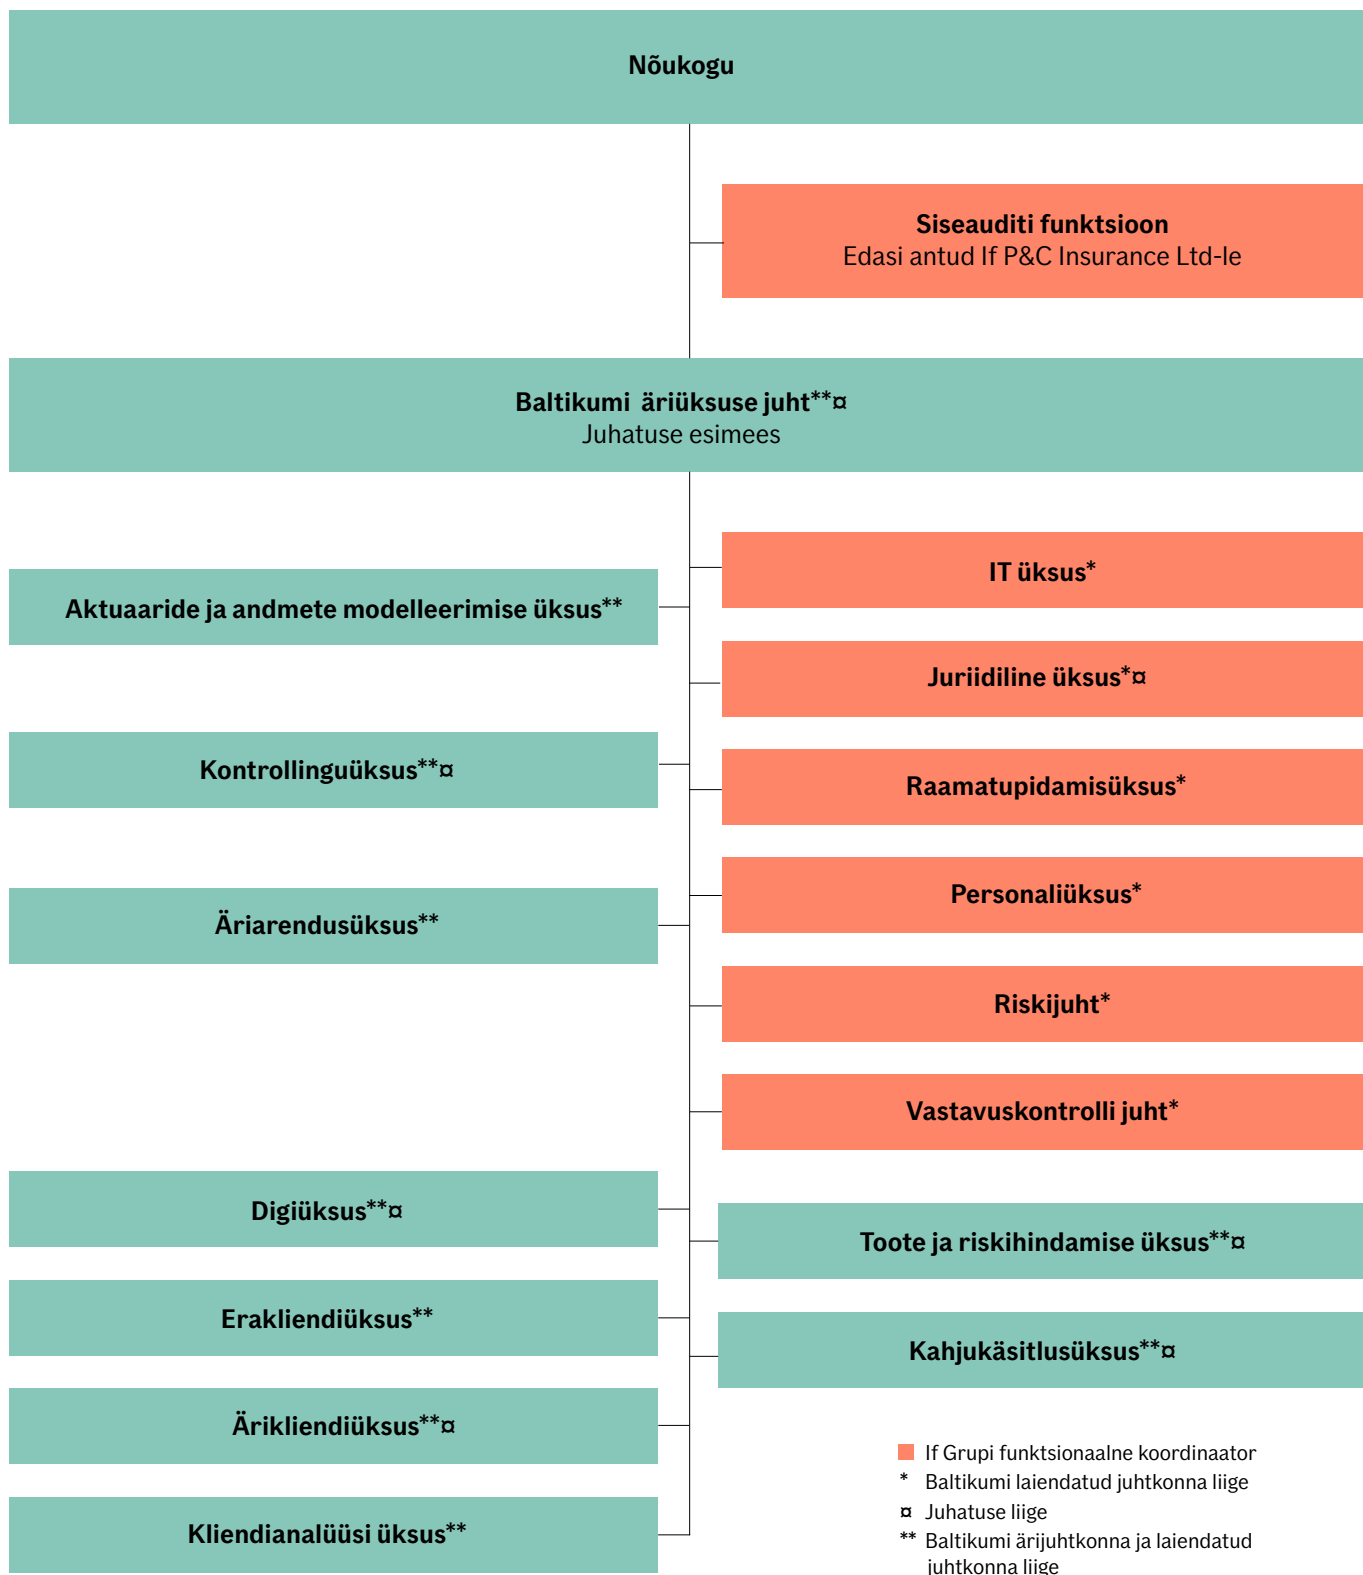 Nõukogu
Siseauditi funktsioon
Edasi antud If P&C Insurance Ltd-le
Baltikumi äriüksuse juht**¤
Juhatuse esimees
IT üksus*
Aktuaaride ja andmete modelleerimise üksus**
Juriidiline üksus*¤
Kontrollinguüksus**¤
Raamatupidamisüksus*
Personaliüksus*
Äriarendusüksus**
Riskijuht*
Vastavuskontrolli juht*
Digiüksus**¤
Toote ja riskihindamise üksus**¤
Erakliendiüksus**
Kahjukäsitlusüksus**¤
Ärikliendiüksus**¤
Kliendianalüüsi üksus**
If Grupi funktsionaalne koordinaator
* Baltikumi laiendatud juhtkonna liige
¤ Juhatuse liige
** Baltikumi ärijuhtkonna ja laiendatud
juhtkonna liige